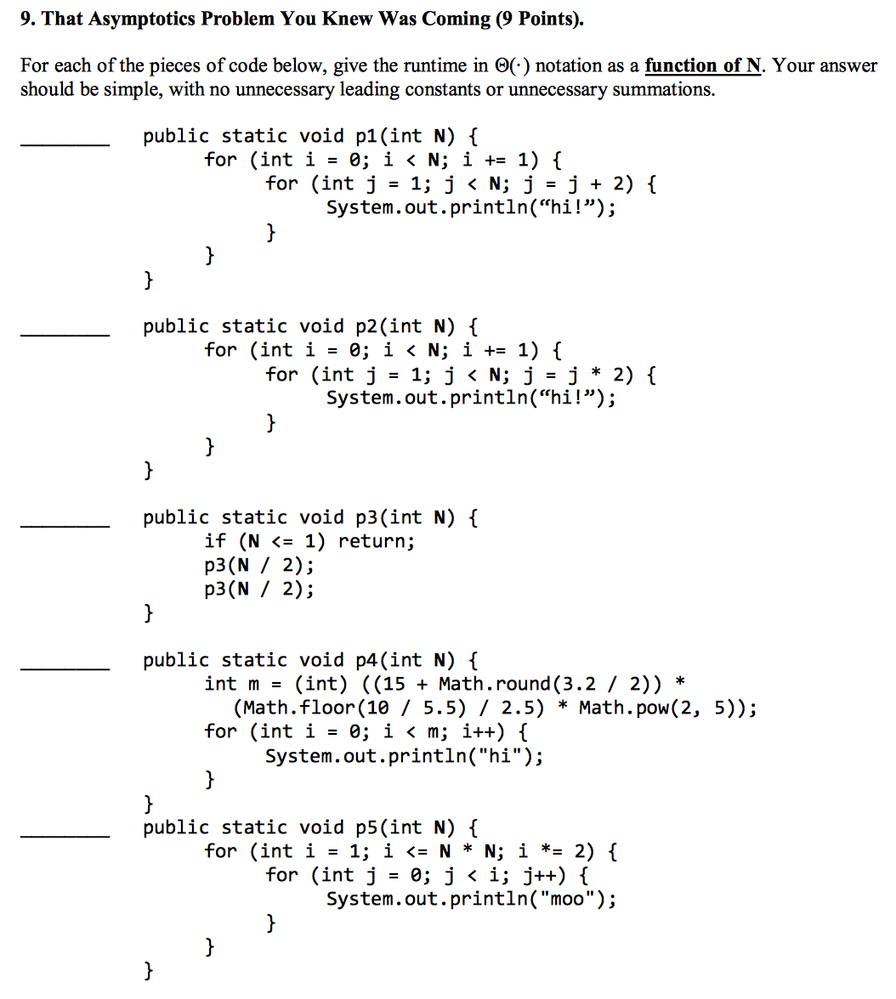 9. That Asymptotics Problem You Knew Was Coming (9 Points).
For each of the pieces of code below, give the runtime in Θ(·) notation as a function of N. Your answer
should be simple, with no unnecessary leading constants or unnecessary summations.
_________ public static void p1(int N) {
for (int i = 0; i < N; i += 1) {
for (int j = 1; j < N; j = j + 2) {
System.out.println(“hi!”);
}
}
}
_________ public static void p2(int N) {
for (int i = 0; i < N; i += 1) {
for (int j = 1; j < N; j = j * 2) {
System.out.println(“hi!”);
}
}
}
_________ public static void p3(int N) {
if (N <= 1) return;
p3(N / 2);
p3(N / 2);
}
_________ public static void p4(int N) {
int m = (int) ((15 + Math.round(3.2 / 2)) *
(Math.floor(10 / 5.5) / 2.5) * Math.pow(2, 5));
for (int i = 0; i < m; i++) {
System.out.println("hi");
}
}
_________ public static void p5(int N) {
for (int i = 1; i <= N * N; i *= 2) {
for (int j = 0; j < i; j++) {
System.out.println("moo");
}
}
}